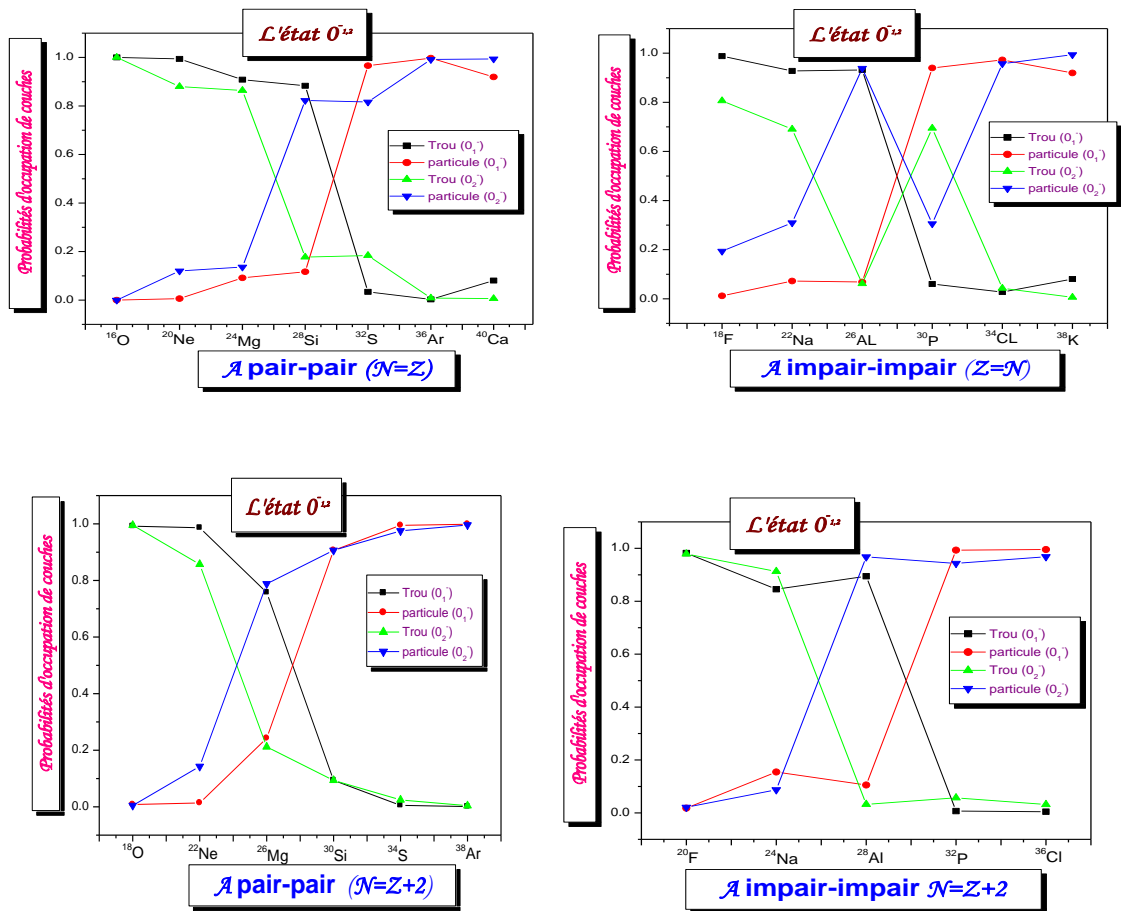 L'état 0⁻₁,₂
Probabilités d'occupation de couches
1.0
0.8
0.6
0.4
0.2
0.0
Trou (0₁⁻)
particule (0₁⁻)
Trou (0₂⁻)
particule (0₂⁻)
¹⁶O ²⁰Ne ²⁴Mg ²⁸Si ³²S ³⁶Ar ⁴⁰Ca
A pair-pair (N=Z)
L'état 0⁻₁,₂
Probabilités d'occupation de couches
1.0
0.8
0.6
0.4
0.2
0.0
Trou (0₁⁻)
particule (0₁⁻)
Trou (0₂⁻)
particule (0₂⁻)
¹⁸F ²²Na ²⁶AL ³⁰P ³⁴CL ³⁸K
A impair-impair (Z=N)
L'état 0⁻₁,₂
Probabilités d'occupation de couches
1.0
0.8
0.6
0.4
0.2
0.0
Trou (0₁⁻)
particule (0₁⁻)
Trou (0₂⁻)
particule (0₂⁻)
¹⁸O ²²Ne ²⁶Mg ³⁰Si ³⁴S ³⁸Ar
A pair-pair (N=Z+2)
L'état 0⁻₁,₂
Probabilités d'occupation de couches
1.0
0.8
0.6
0.4
0.2
0.0
Trou (0₁⁻)
particule (0₁⁻)
Trou (0₂⁻)
particule (0₂⁻)
²⁰F ²⁴Na ²⁸Al ³²P ³⁶Cl
A impair-impair N=Z+2